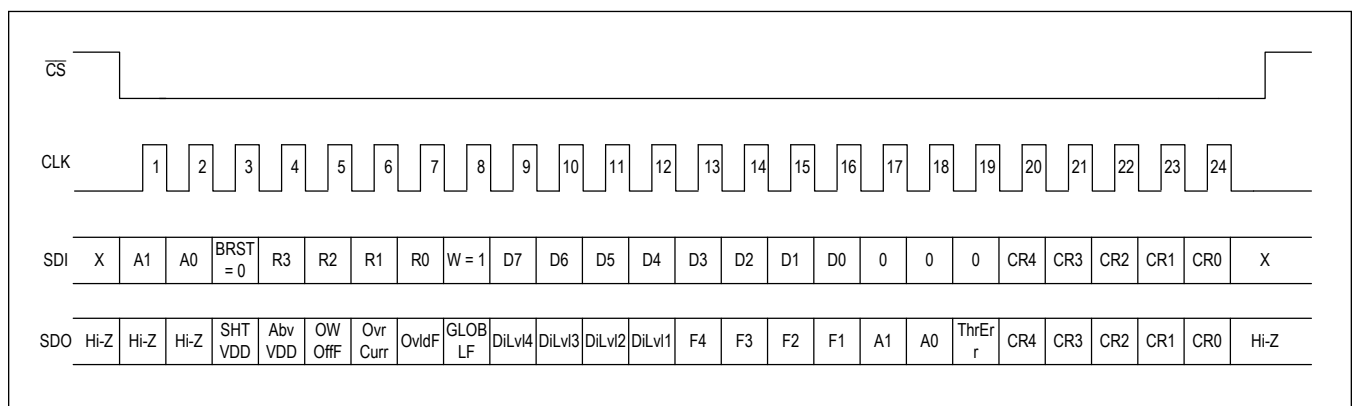 CS
CLK 1 2 3 4 5 6 7 8 9 10 11 12 13 14 15 16 17 18 19 20 21 22 23 24
SDI X A1 A0 BRST = 0 R3 R2 R1 R0 W = 1 D7 D6 D5 D4 D3 D2 D1 D0 0 0 0 CR4 CR3 CR2 CR1 CR0 X
SDO Hi-Z Hi-Z Hi-Z SHT VDD Abv VDD OW OffF Ovr Curr OvldF GLOB LF DiLvl4 DiLvl3 DiLvl2 DiLvl1 F4 F3 F2 F1 A1 A0 ThrEr r CR4 CR3 CR2 CR1 CR0 Hi-Z